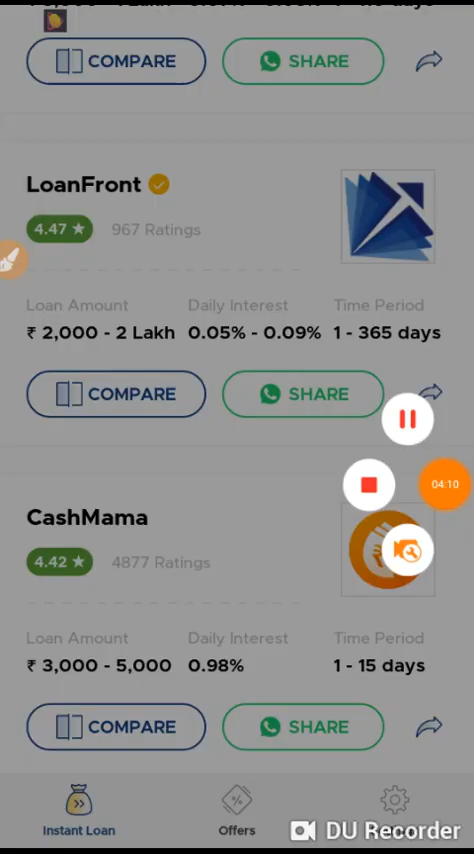 COMPARE SHARE
LoanFront
4.47 ★ 967 Ratings
Loan Amount Daily Interest Time Period
₹ 2,000 - 2 Lakh 0.05% - 0.09% 1 - 365 days
COMPARE SHARE
04:10
CashMama
4.42 ★ 4877 Ratings
Loan Amount Daily Interest Time Period
₹ 3,000 - 5,000 0.98% 1 - 15 days
COMPARE SHARE
Instant Loan Offers
DU Recorder